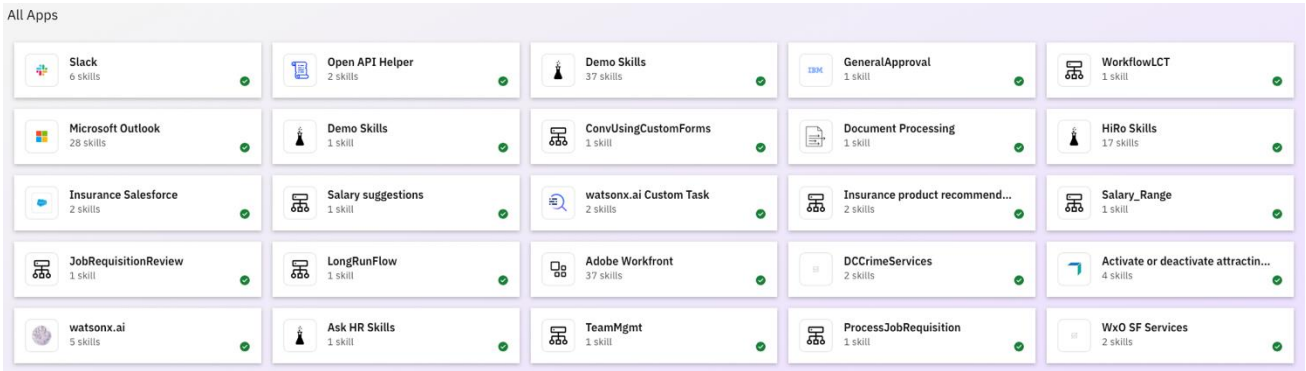 All Apps
Slack
6 skills
Open API Helper
2 skills
Demo Skills
37 skills
IBM
GeneralApproval
1 skill
WorkflowLCT
1 skill
Microsoft Outlook
28 skills
Demo Skills
1 skill
ConvUsingCustomForms
1 skill
Document Processing
1 skill
HiRo Skills
17 skills
Insurance Salesforce
2 skills
Salary suggestions
1 skill
watsonx.ai Custom Task
2 skills
Insurance product recommend...
2 skills
Salary_Range
1 skill
JobRequisitionReview
1 skill
LongRunFlow
1 skill
Adobe Workfront
37 skills
DCCrimeServices
1 skill
Activate or deactivate attractin...
4 skills
watsonx.ai
5 skills
Ask HR Skills
1 skill
TeamMgmt
1 skill
ProcessJobRequisition
1 skill
WxO SF Services
2 skills